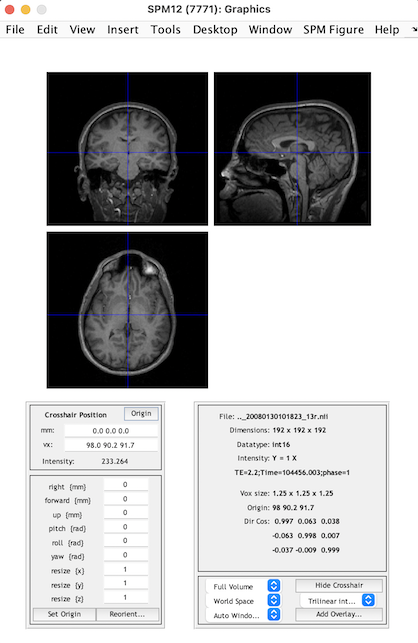 SPM12 (7771): Graphics
File Edit View Insert Tools Desktop Window SPM Figure Help
Crosshair Position Origin
mm: 0.0 0.0 0.0
vx: 98.0 90.2 91.7
Intensity: 233.264
right {mm} 0
forward {mm} 0
up {mm} 0
pitch {rad} 0
roll {rad} 0
yaw {rad} 0
resize {x} 1
resize {y} 1
resize {z} 1
Set Origin Reorient...
File: .._20080130101823_13r.nii
Dimensions: 192 x 192 x 192
Datatype: int16
Intensity: Y = 1 X
TE=2.2;Time=104456.003;phase=1
Vox size: 1.25 x 1.25 x 1.25
Origin: 98 90.2 91.7
Dir Cos: 0.997 0.063 0.038
-0.063 0.998 0.007
-0.037 -0.009 0.999
Full Volume Hide Crosshair
World Space Trilinear int...
Auto Windo... Add Overlay...